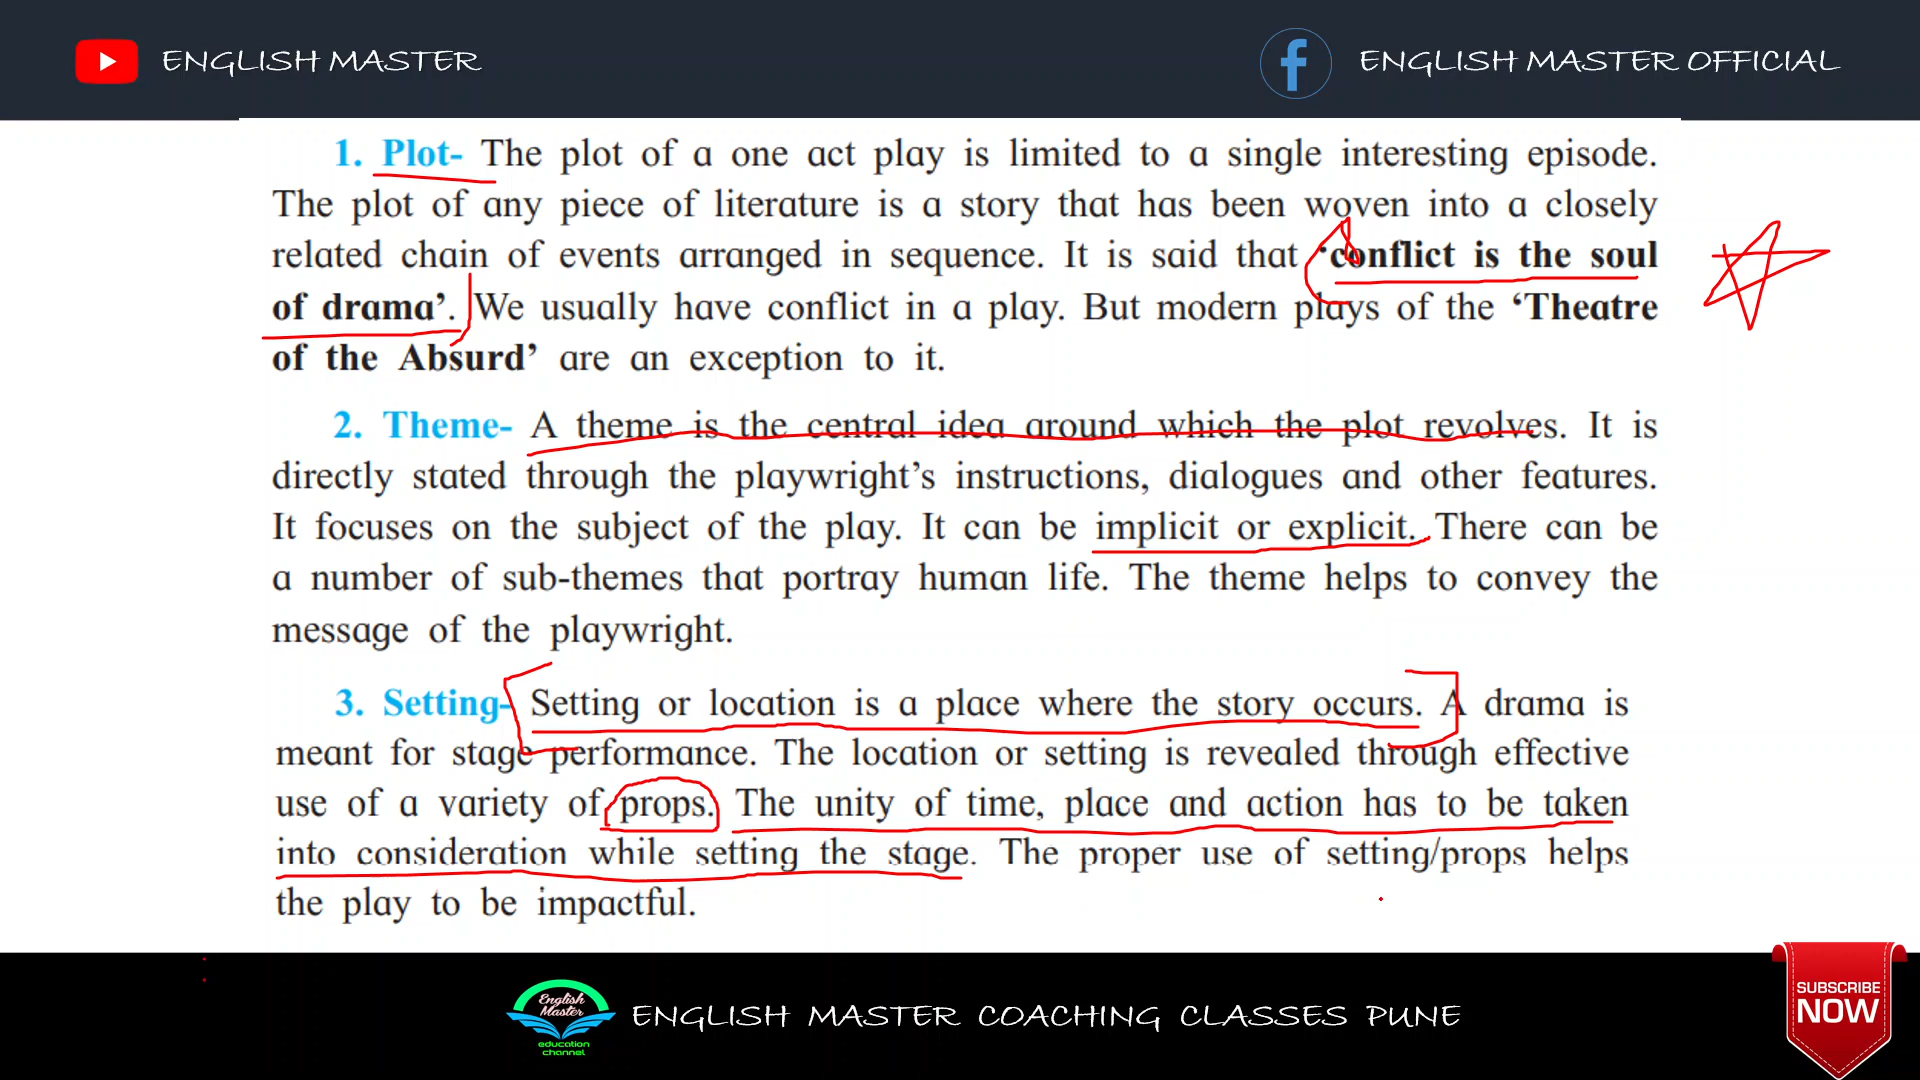 ENGLISH MASTER
ENGLISH MASTER OFFICIAL
1. Plot- The plot of a one act play is limited to a single interesting episode.
The plot of any piece of literature is a story that has been woven into a closely
related chain of events arranged in sequence. It is said that ‘conflict is the soul
of drama’. We usually have conflict in a play. But modern plays of the ‘Theatre
of the Absurd’ are an exception to it.
2. Theme- A theme is the central idea around which the plot revolves. It is
directly stated through the playwright’s instructions, dialogues and other features.
It focuses on the subject of the play. It can be implicit or explicit. There can be
a number of sub-themes that portray human life. The theme helps to convey the
message of the playwright.
3. Setting- Setting or location is a place where the story occurs. A drama is
meant for stage performance. The location or setting is revealed through effective
use of a variety of props. The unity of time, place and action has to be taken
into consideration while setting the stage. The proper use of setting/props helps
the play to be impactful.
English
Master
education
channel
ENGLISH MASTER COACHING CLASSES PUNE
SUBSCRIBE
NOW